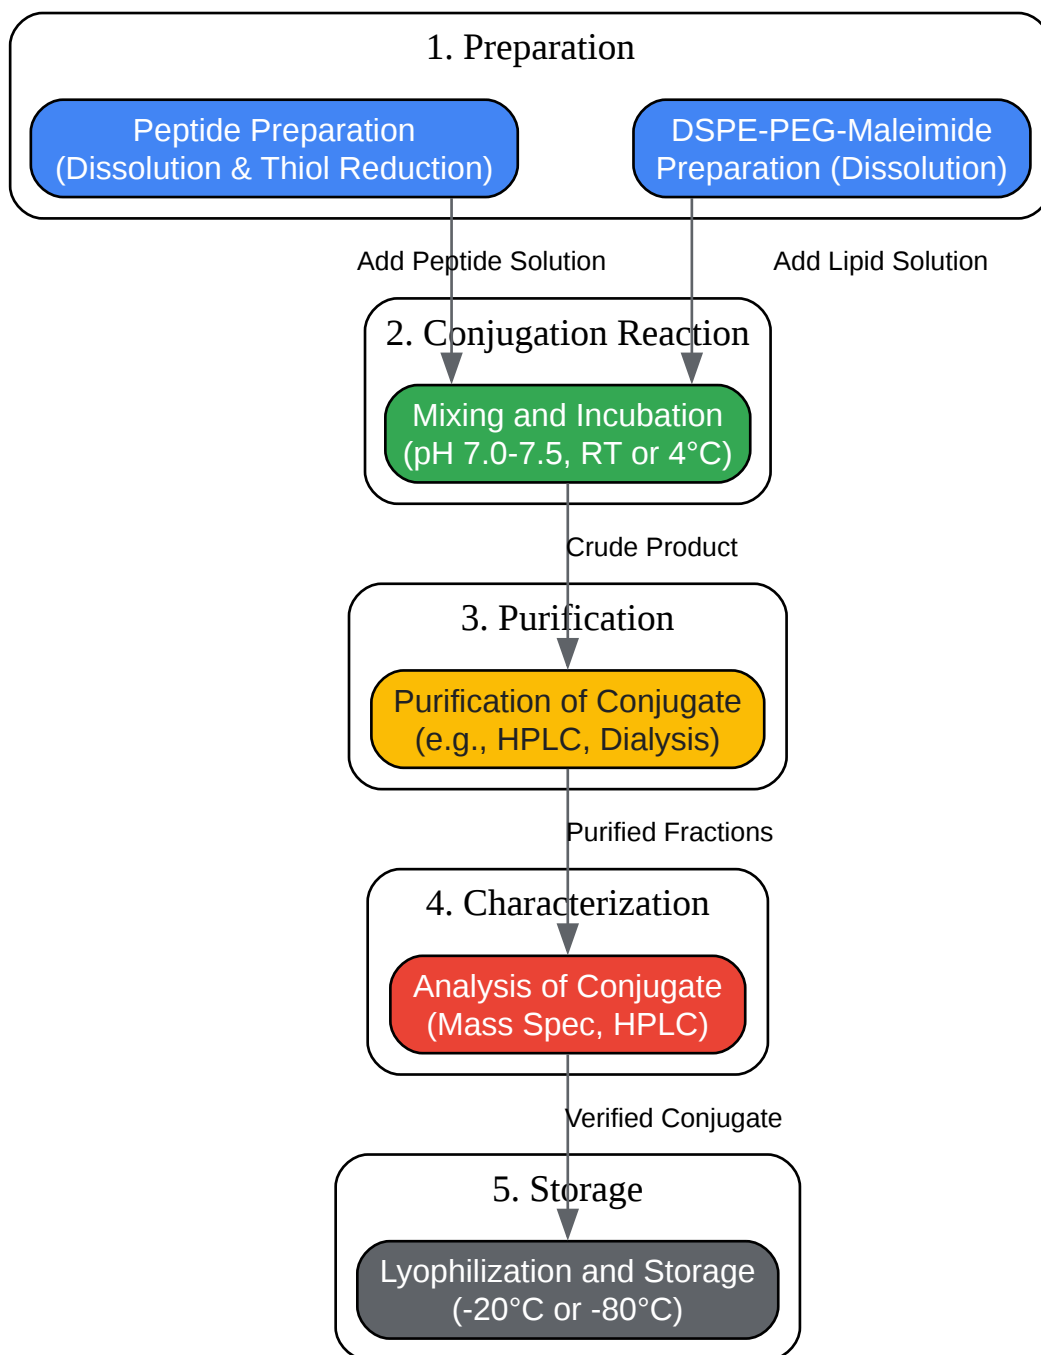 1. Preparation
Peptide Preparation
(Dissolution & Thiol Reduction)
DSPE-PEG-Maleimide
Preparation (Dissolution)
Add Peptide Solution
Add Lipid Solution
2. Conjugation Reaction
Mixing and Incubation
(pH 7.0-7.5, RT or 4°C)
Crude Product
3. Purification
Purification of Conjugate
(e.g., HPLC, Dialysis)
Purified Fractions
4. Characterization
Analysis of Conjugate
(Mass Spec, HPLC)
Verified Conjugate
5. Storage
Lyophilization and Storage
(-20°C or -80°C)